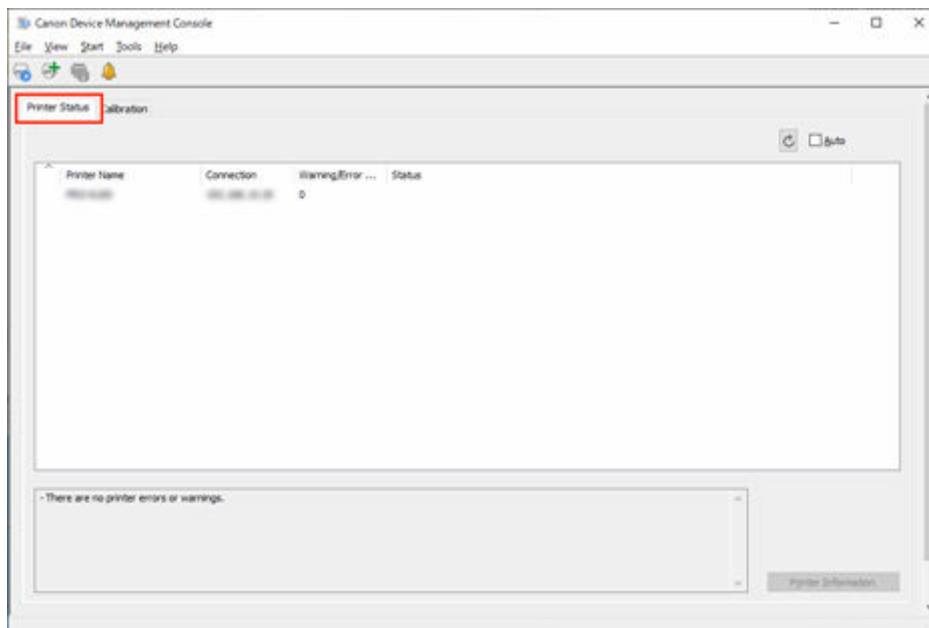 Canon Device Management Console
File View Start Tools Help
Printer Status Calibration
Auto
Printer Name Connection Warning/Error ... Status
0
- There are no printer errors or warnings.
Printer Information